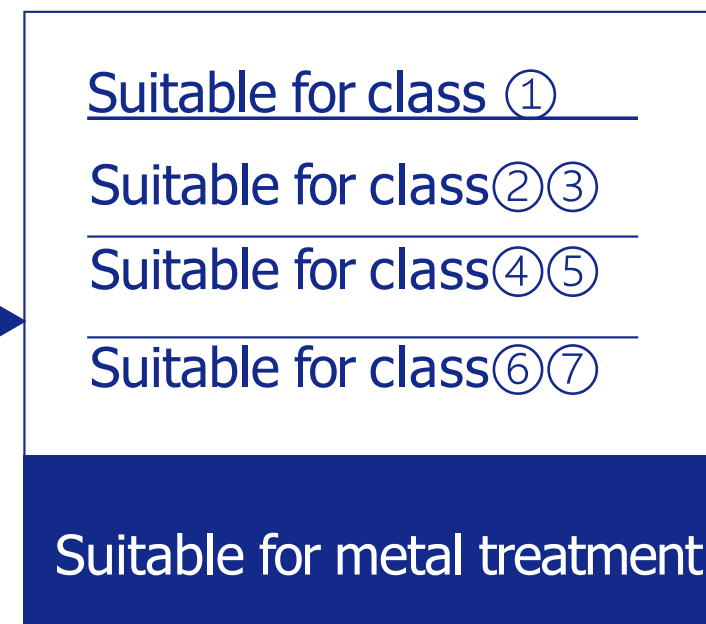 Suitable for class ①
Suitable for class②③
Suitable for class④⑤
Suitable for class⑥⑦
Suitable for metal treatment